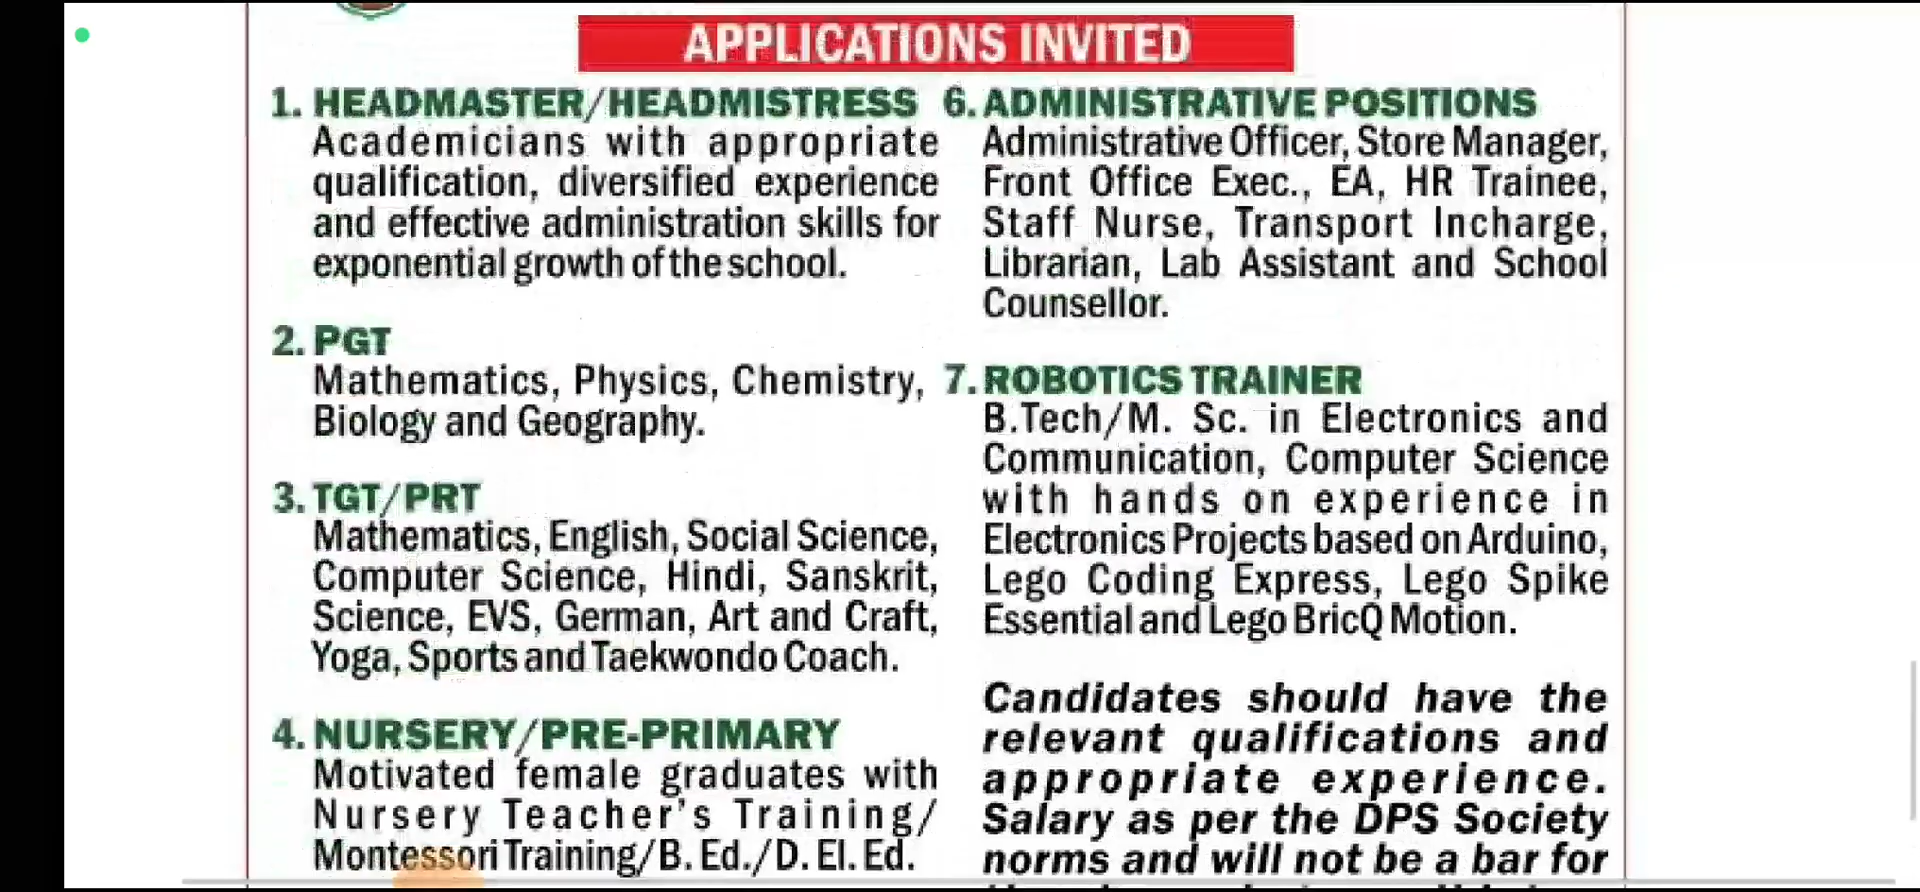 APPLICATIONS INVITED
1. HEADMASTER/HEADMISTRESS
Academicians with appropriate
qualification, diversified experience
and effective administration skills for
exponential growth of the school.
2. PGT
Mathematics, Physics, Chemistry,
Biology and Geography.
3. TGT/PRT
Mathematics, English, Social Science,
Computer Science, Hindi, Sanskrit,
Science, EVS, German, Art and Craft,
Yoga, Sports and Taekwondo Coach.
4. NURSERY/PRE-PRIMARY
Motivated female graduates with
Nursery Teacher's Training/
Montessori Training/B. Ed./D. El. Ed.
6. ADMINISTRATIVE POSITIONS
Administrative Officer, Store Manager,
Front Office Exec., EA, HR Trainee,
Staff Nurse, Transport Incharge,
Librarian, Lab Assistant and School
Counsellor.
7. ROBOTICS TRAINER
B.Tech/M. Sc. in Electronics and
Communication, Computer Science
with hands on experience in
Electronics Projects based on Arduino,
Lego Coding Express, Lego Spike
Essential and Lego BricQ Motion.
Candidates should have the
relevant qualifications and
appropriate experience.
Salary as per the DPS Society
norms and will not be a bar for